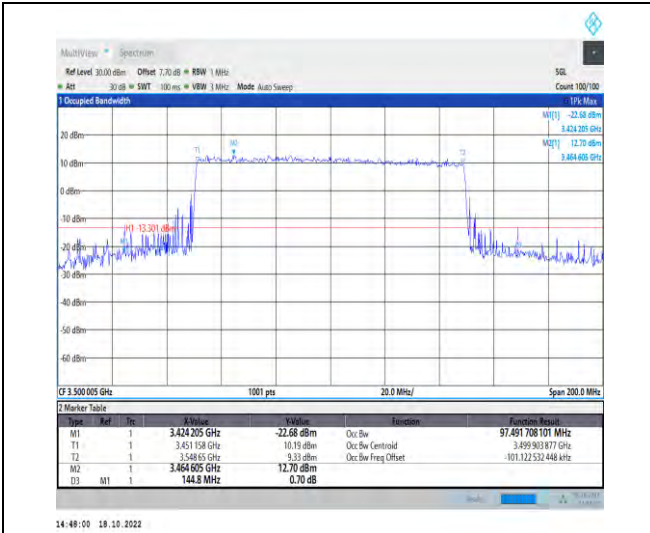 MultiView Spectrum
Ref Level 30.00 dBm Offset 7.70 dB RBW 1 MHz SGL
Att 30 dB SWT 100 ms VBW 1 MHz Mode Auto Sweep Count 100/100
1 Occupied Bandwidth 1Pk Max
M1[1] -22.68 dBm
3.424 205 GHz
M2[1] 12.70 dBm
3.464 605 GHz
20 dBm
T1 M2 T2
10 dBm
0 dBm
-10 dBm
H1 -13.301 dBm
-20 dBm
-30 dBm
-40 dBm
-50 dBm
-60 dBm
CF 3.500 005 GHz 1001 pts 20.0 MHz/ Span 200.0 MHz
2 Marker Table
Type Ref Trc X-Value Y-Value Function Function Result
M1 1 3.424 205 GHz -22.68 dBm Occ Bw 97.491 708 101 MHz
T1 1 3.451 158 GHz 10.19 dBm Occ Bw Centroid 3.499 903 877 GHz
T2 1 3.548 65 GHz 9.33 dBm Occ Bw Freq Offset -101.122 532 448 kHz
M2 1 3.464 605 GHz 12.70 dBm
D3 M1 1 144.8 MHz 0.70 dB
14:48:00 18.10.2022